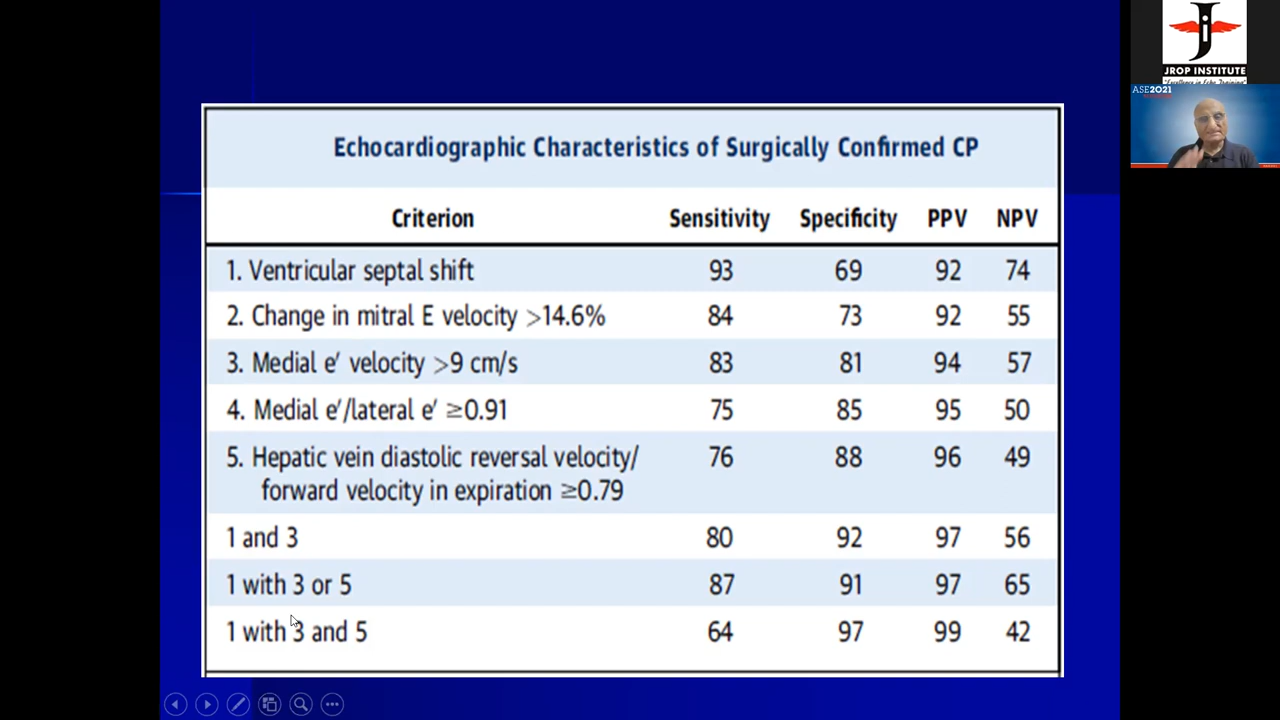 JROP INSTITUTE
"Excellence in Echo Training"
ASE2021
Echocardiographic Characteristics of Surgically Confirmed CP
Criterion Sensitivity Specificity PPV NPV
1. Ventricular septal shift 93 69 92 74
2. Change in mitral E velocity >14.6% 84 73 92 55
3. Medial e′ velocity >9 cm/s 83 81 94 57
4. Medial e′/lateral e′ ≥0.91 75 85 95 50
5. Hepatic vein diastolic reversal velocity/
forward velocity in expiration ≥0.79 76 88 96 49
1 and 3 80 92 97 56
1 with 3 or 5 87 91 97 65
1 with 3 and 5 64 97 99 42